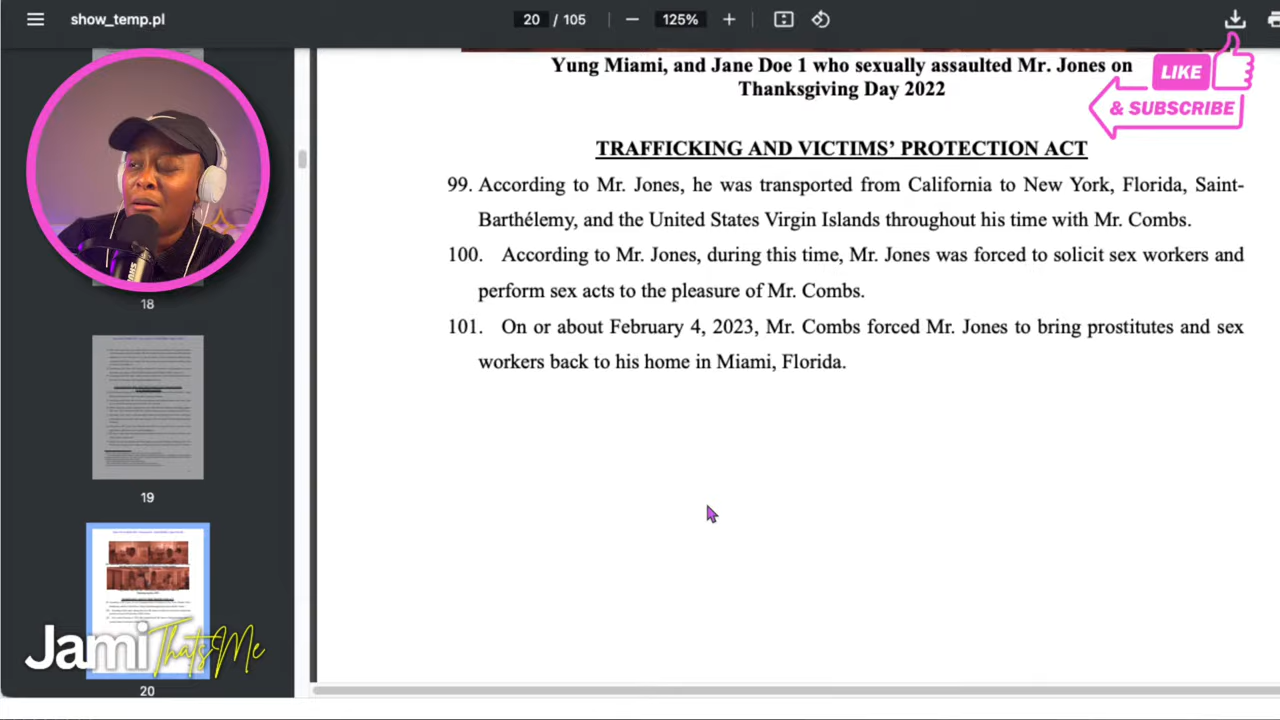 show_temp.pl
20 / 105
125%
LIKE
& SUBSCRIBE
Yung Miami, and Jane Doe 1 who sexually assaulted Mr. Jones on
Thanksgiving Day 2022
TRAFFICKING AND VICTIMS’ PROTECTION ACT
99. According to Mr. Jones, he was transported from California to New York, Florida, Saint-
Barthélemy, and the United States Virgin Islands throughout his time with Mr. Combs.
100. According to Mr. Jones, during this time, Mr. Jones was forced to solicit sex workers and
perform sex acts to the pleasure of Mr. Combs.
101. On or about February 4, 2023, Mr. Combs forced Mr. Jones to bring prostitutes and sex
workers back to his home in Miami, Florida.
18
19
20
Jami ThatsMe